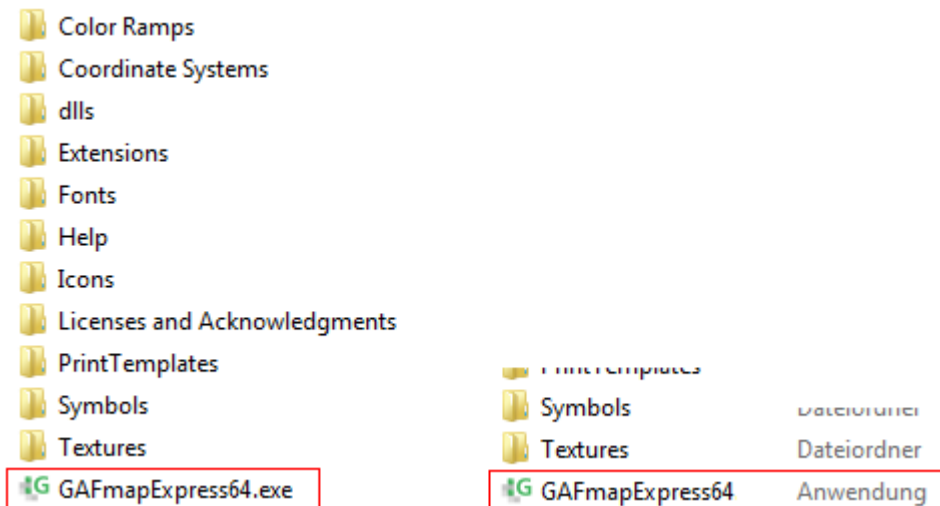 Color Ramps
Coordinate Systems
dlls
Extensions
Fonts
Help
Icons
Licenses and Acknowledgments
PrintTemplates
Symbols
Textures
GAFmapExpress64.exe
PrintTemplates
Symbols Dateiordner
Textures Dateiordner
GAFmapExpress64 Anwendung